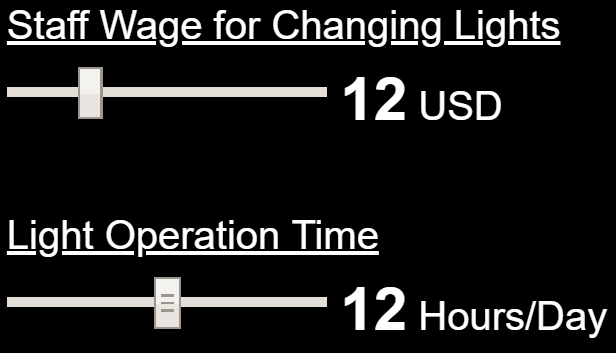 Staff Wage for Changing Lights
12 USD
Light Operation Time
12 Hours/Day